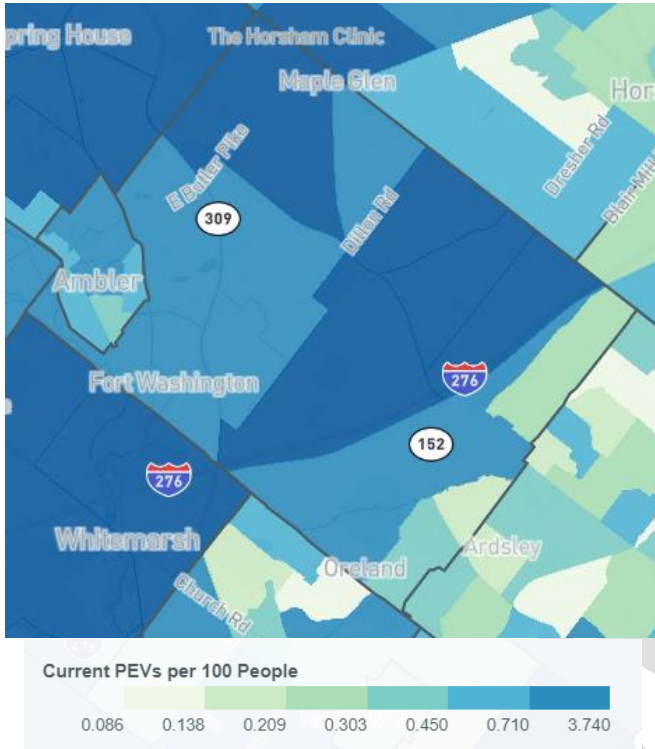 pring House
The Horsham Clinic
Maple Glen
Hor
Dresher Rd
E Butler Pike
Blair Mill
309
Dillon Rd
Ambler
Fort Washington
276
152
276
Whitemarsh
Ardsley
Oreland
Church Rd
276
Current PEVs per 100 People
0.086 0.138 0.209 0.303 0.450 0.710 3.740